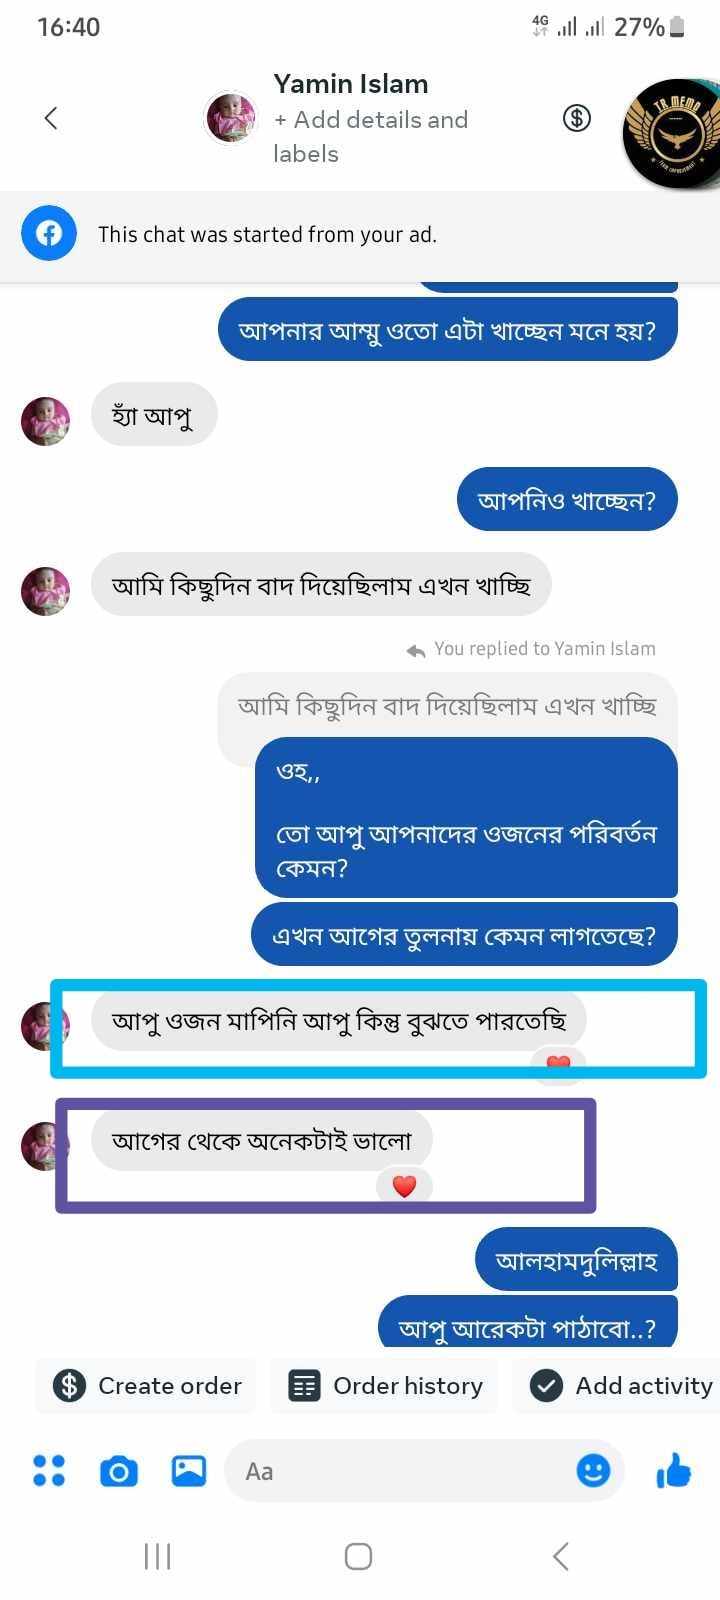 16:40
4G
27%
Yamin Islam
+ Add details and
labels
TR MEMO
This chat was started from your ad.
আপনার আম্মু ওতো এটা খাচ্ছেন মনে হয়?
হ্যাঁ আপু
আপনিও খাচ্ছেন?
আমি কিছুদিন বাদ দিয়েছিলাম এখন খাচ্ছি
You replied to Yamin Islam
আমি কিছুদিন বাদ দিয়েছিলাম এখন খাচ্ছি
ওহ,,
তো আপু আপনাদের ওজনের পরিবর্তন
কেমন?
এখন আগের তুলনায় কেমন লাগতেছে?
আপু ওজন মাপিনি আপু কিন্তু বুঝতে পারতেছি
আগের থেকে অনেকটাই ভালো
আলহামদুলিল্লাহ
আপু আরেকটা পাঠাবো..?
Create order
Order history
Add activity
Aa